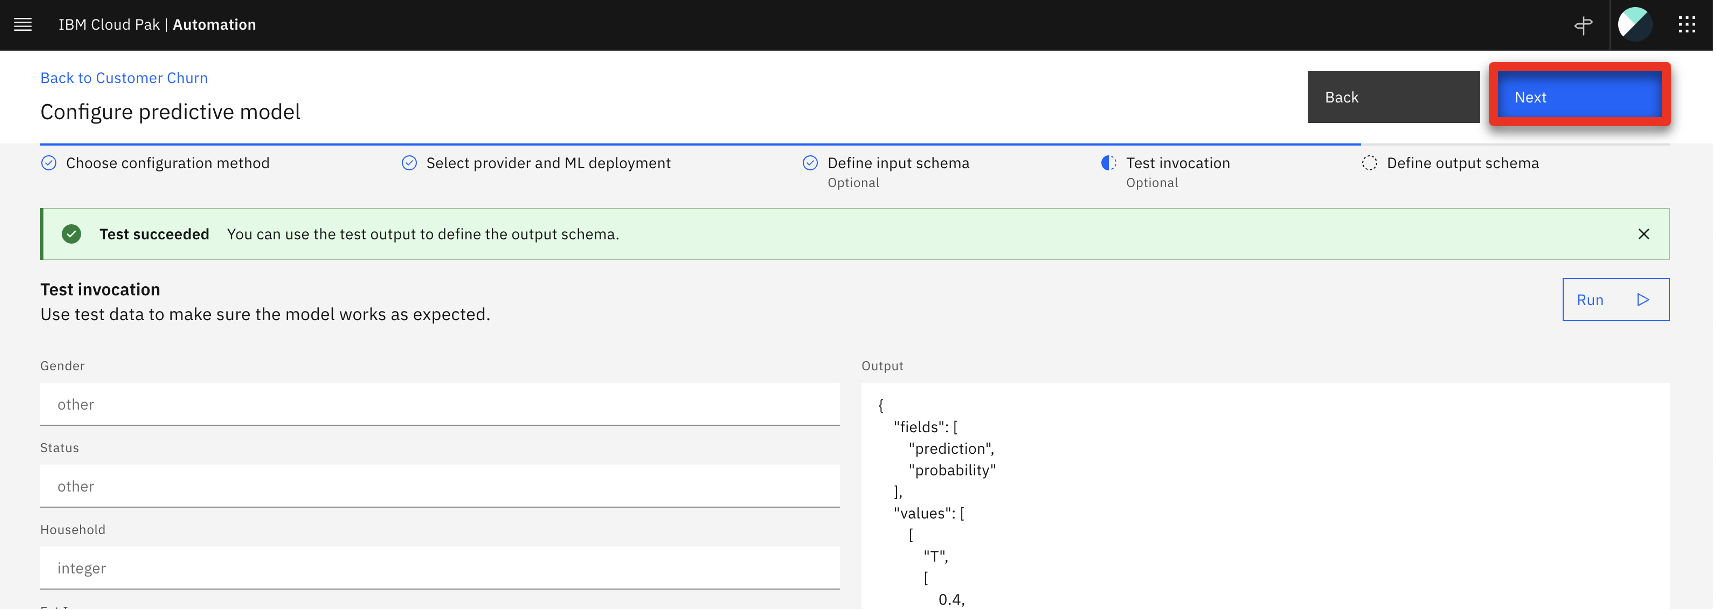 IBM Cloud Pak | Automation
Back to Customer Churn
Configure predictive model
Back
Next
Choose configuration method
Select provider and ML deployment
Define input schema
Optional
Test invocation
Optional
Define output schema
Test succeeded You can use the test output to define the output schema.
Test invocation
Use test data to make sure the model works as expected.
Run
Gender
other
Status
other
Household
integer
Output
{
"fields": [
"prediction",
"probability"
],
"values": [
[
"T",
[
0.4,